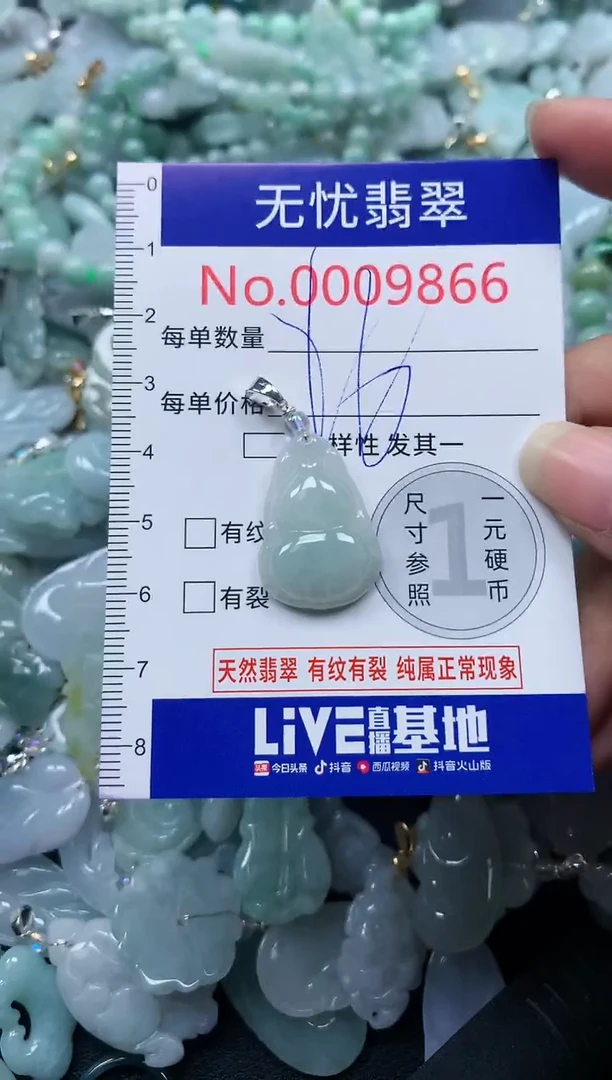 无忧翡翠
No.0009866
0
1
2
3
4
5
6
7
8
每单数量
每单价格
样性 发其一
有纹
有裂
尺寸参照
1
一元硬币
天然翡翠 有纹有裂 纯属正常现象
LiVE直播基地
头条 今日头条 抖音 西瓜视频 抖音火山版